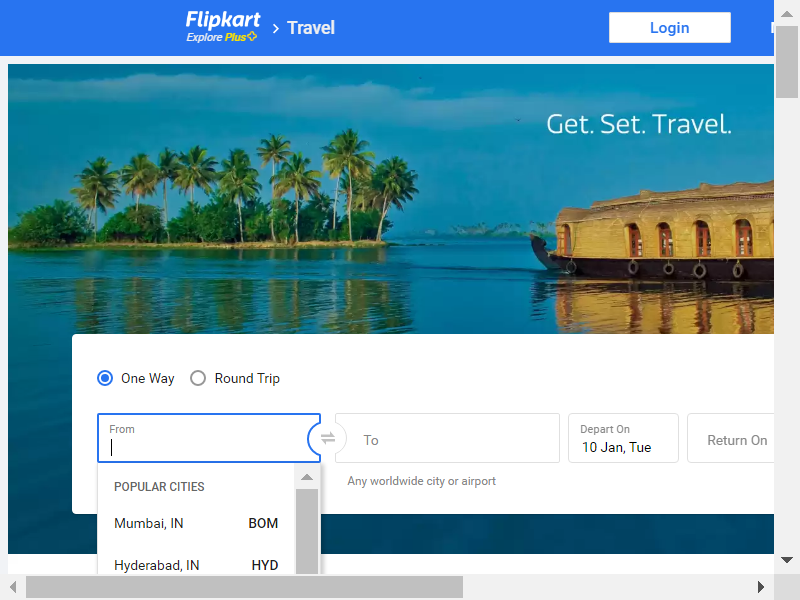 Flipkart
Explore Plus
Travel
Login
Get. Set. Travel.
One Way
Round Trip
From
To
Depart On
10 Jan, Tue
Return On
Any worldwide city or airport
POPULAR CITIES
Mumbai, IN BOM
Hyderabad, IN HYD